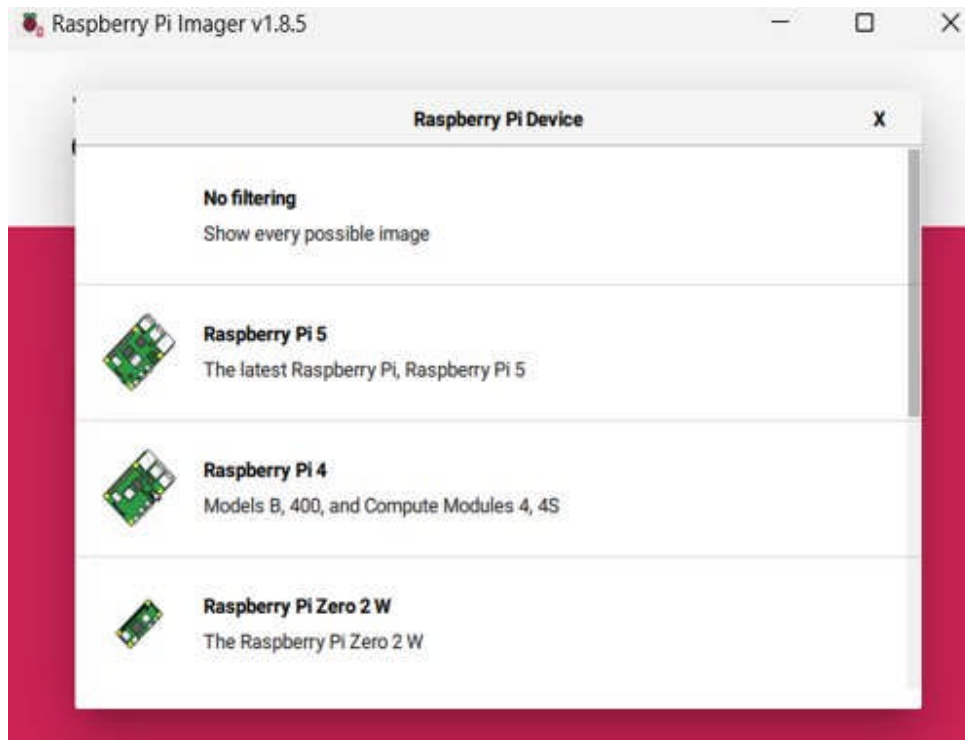 Raspberry Pi Imager v1.8.5
Raspberry Pi Device
X
No filtering
Show every possible image
Raspberry Pi 5
The latest Raspberry Pi, Raspberry Pi 5
Raspberry Pi 4
Models B, 400, and Compute Modules 4, 4S
Raspberry Pi Zero 2 W
The Raspberry Pi Zero 2 W